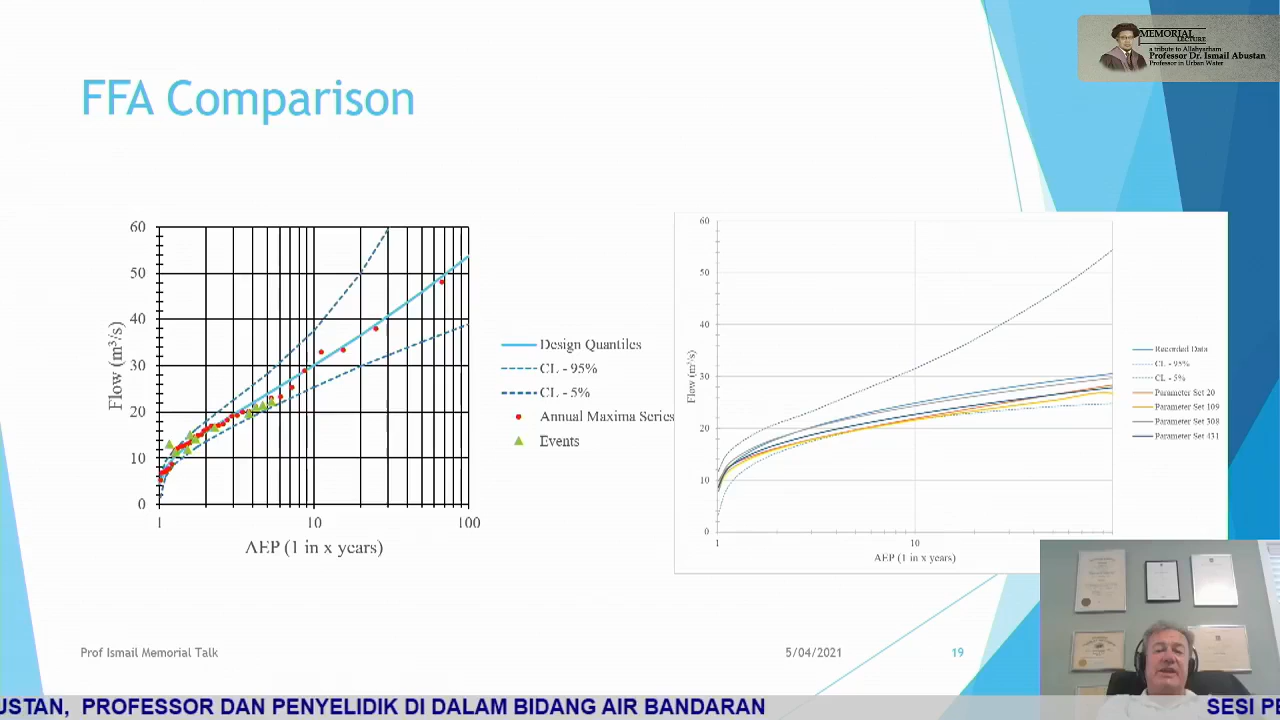 MEMORIAL
LECTURE
a tribute to Allahyarham
Professor Dr. Ismail Abustan
Professor in Urban Water
FFA Comparison
60
50
40
30
20
10
0
1
10
100
Flow (m³/s)
AEP (1 in x years)
Design Quantiles
CL - 95%
CL - 5%
Annual Maxima Series
Events
60
50
40
30
20
10
0
1
10
Flow (m³/s)
AEP (1 in x years)
Recorded Data
CL - 95%
CL - 5%
Parameter Set 20
Parameter Set 109
Parameter Set 308
Parameter Set 431
Prof Ismail Memorial Talk
5/04/2021
19
USTAN, PROFESSOR DAN PENYELIDIK DI DALAM BIDANG AIR BANDARAN
SESI PE